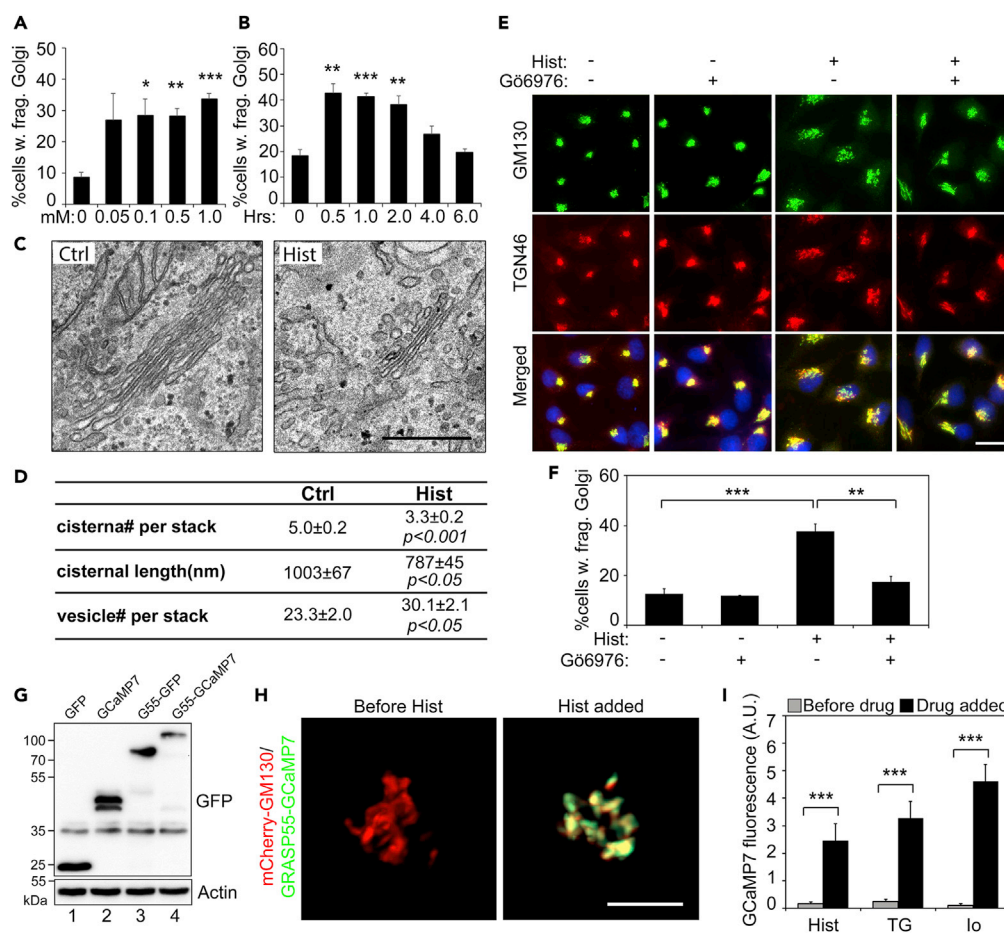 A
%cells w. frag. Golgi
50
40
30
20
10
0
* ** ***
mM: 0 0.05 0.1 0.5 1.0
B
%cells w. frag. Golgi
60
50
40
30
20
10
0
** *** **
Hrs: 0 0.5 1.0 2.0 4.0 6.0
C
Ctrl
Hist
D
Ctrl Hist
cisterna# per stack 5.0±0.2 3.3±0.2
p<0.001
cisternal length(nm) 1003±67 787±45
p<0.05
vesicle# per stack 23.3±2.0 30.1±2.1
p<0.05
E
Hist: - - + +
Gö6976: - + - +
GM130
TGN46
Merged
F
%cells w. frag. Golgi
60
40
20
0
*** **
Hist: - - + +
Gö6976: - + - +
G
GFP GCaMP7 G55-GFP G55-GCaMP7
100
70
55
35
25
55
kDa
GFP
Actin
1 2 3 4
H
Before Hist Hist added
mCherry-GM130/
GRASP55-GCaMP7
I
Before drug Drug added
GCaMP7 fluorescence (A.U.)
7
6
5
4
3
2
1
0
*** *** ***
Hist TG Io